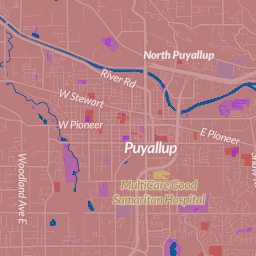 North Puyallup
River Rd
W Stewart
W Pioneer
E Pioneer
Puyallup
Woodland Ave E
MultiCare Good
Samaritan Hospital